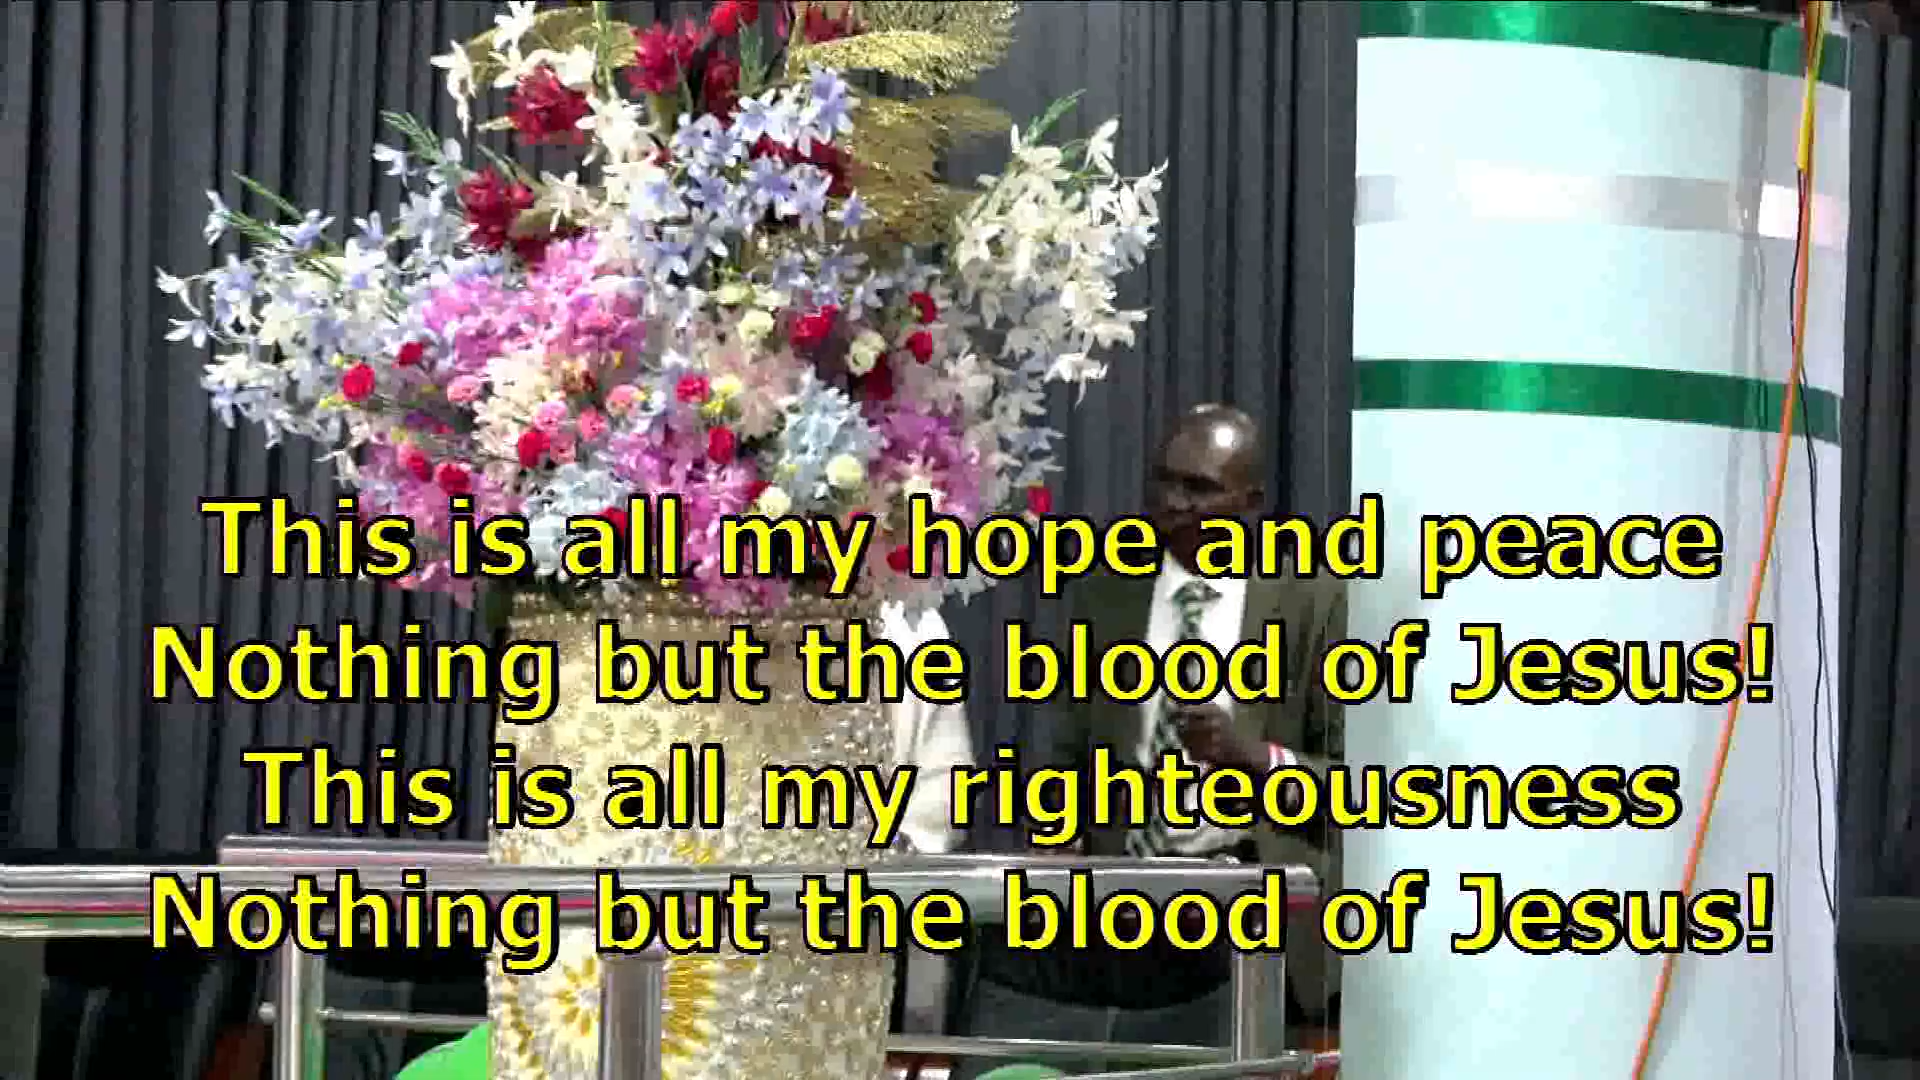 This is all my hope and peace
Nothing but the blood of Jesus!
This is all my righteousness
Nothing but the blood of Jesus!